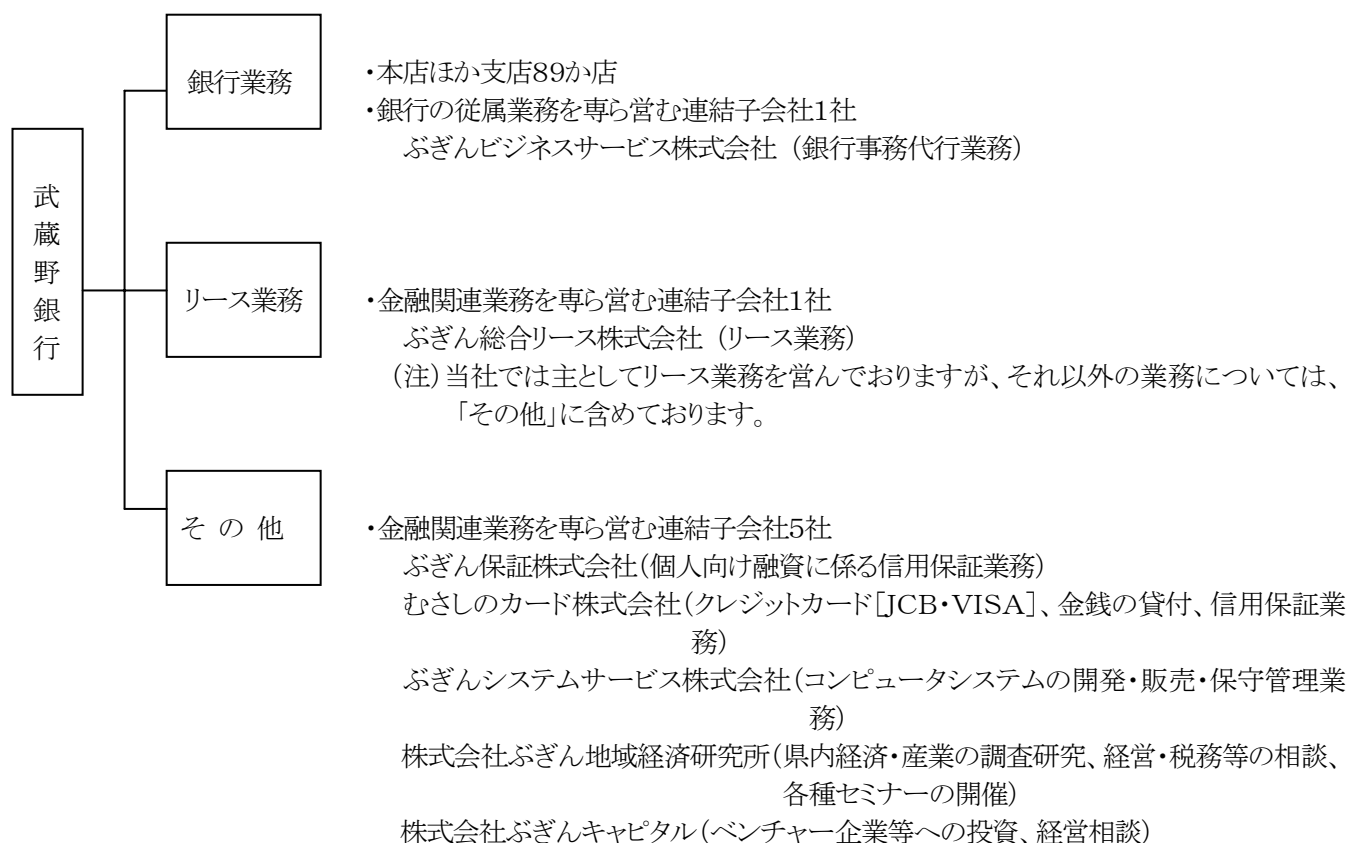 武蔵野銀行
銀行業務
・本店ほか支店89か店
・銀行の従属業務を専ら営む連結子会社1社
ぶぎんビジネスサービス株式会社 (銀行事務代行業務)
リース業務
・金融関連業務を専ら営む連結子会社1社
ぶぎん総合リース株式会社 (リース業務)
(注)当社では主としてリース業務を営んでおりますが、それ以外の業務については、
「その他」に含めております。
その他
・金融関連業務を専ら営む連結子会社5社
ぶぎん保証株式会社(個人向け融資に係る信用保証業務)
むさしのカード株式会社(クレジットカード[JCB・VISA]、金銭の貸付、信用保証業
務)
ぶぎんシステムサービス株式会社(コンピュータシステムの開発・販売・保守管理業
務)
株式会社ぶぎん地域経済研究所(県内経済・産業の調査研究、経営・税務等の相談、
各種セミナーの開催)
株式会社ぶぎんキャピタル(ベンチャー企業等への投資、経営相談)